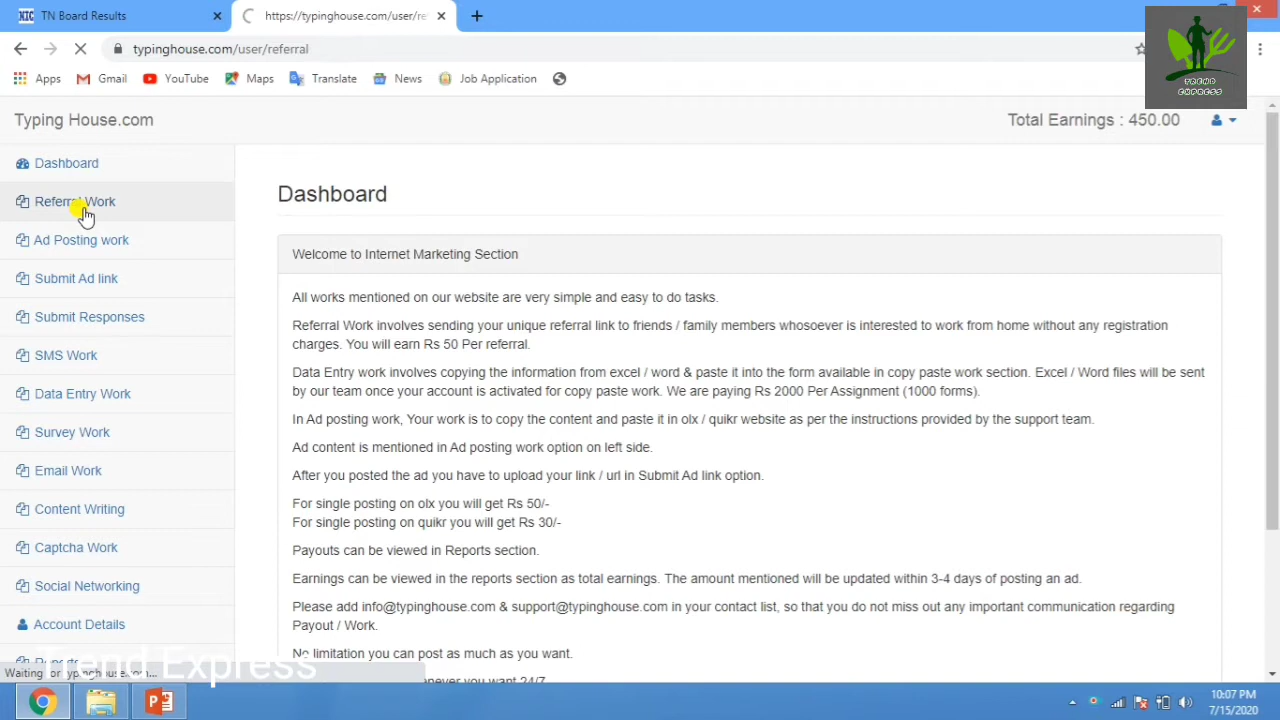 NIC TN Board Results
https://typinghouse.com/user/re
typinghouse.com/user/referral
Apps Gmail YouTube Maps Translate News Job Application
TREND
EXPRESS
Typing House.com
Total Earnings : 450.00
Dashboard
Referral Work
Ad Posting work
Submit Ad link
Submit Responses
SMS Work
Data Entry Work
Survey Work
Email Work
Content Writing
Captcha Work
Social Networking
Account Details
Dashboard
Welcome to Internet Marketing Section
All works mentioned on our website are very simple and easy to do tasks.
Referral Work involves sending your unique referral link to friends / family members whosoever is interested to work from home without any registration
charges. You will earn Rs 50 Per referral.
Data Entry work involves copying the information from excel / word & paste it into the form available in copy paste work section. Excel / Word files will be sent
by our team once your account is activated for copy paste work. We are paying Rs 2000 Per Assignment (1000 forms).
In Ad posting work, Your work is to copy the content and paste it in olx / quikr website as per the instructions provided by the support team.
Ad content is mentioned in Ad posting work option on left side.
After you posted the ad you have to upload your link / url in Submit Ad link option.
For single posting on olx you will get Rs 50/-
For single posting on quikr you will get Rs 30/-
Payouts can be viewed in Reports section.
Earnings can be viewed in the reports section as total earnings. The amount mentioned will be updated within 3-4 days of posting an ad.
Please add info@typinghouse.com & support@typinghouse.com in your contact list, so that you do not miss out any important communication regarding
Payout / Work.
No limitation you can post as much as you want.
you want 24/7
Trend Express
Waiting for typinghouse.com...
10:07 PM
7/15/2020